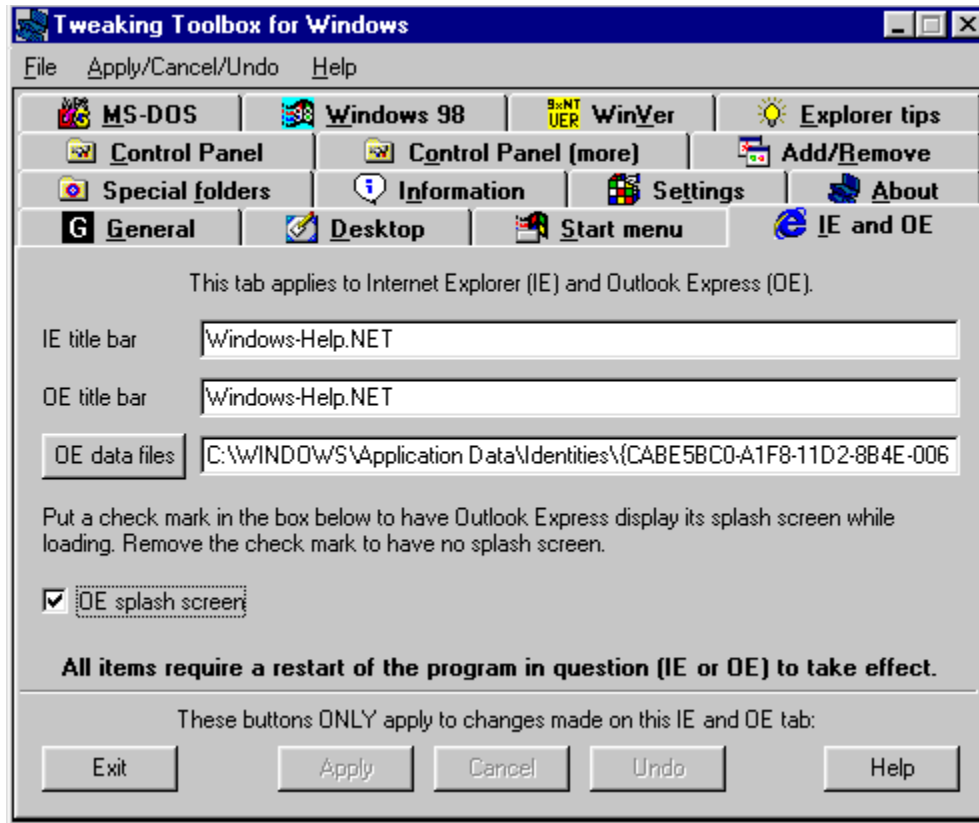 Tweaking Toolbox for Windows
File Apply/Cancel/Undo Help
MS-DOS Windows 98 9xNT VER WinVer Explorer tips
Control Panel Control Panel (more) Add/Remove
Special folders Information Settings About
G General Desktop Start menu IE and OE
This tab applies to Internet Explorer (IE) and Outlook Express (OE).
IE title bar Windows-Help.NET
OE title bar Windows-Help.NET
OE data files C:\WINDOWS\Application Data\Identities\{CABE5BC0-A1F8-11D2-8B4E-006
Put a check mark in the box below to have Outlook Express display its splash screen while
loading. Remove the check mark to have no splash screen.
OE splash screen
All items require a restart of the program in question (IE or OE) to take effect.
These buttons ONLY apply to changes made on this IE and OE tab:
Exit Apply Cancel Undo Help